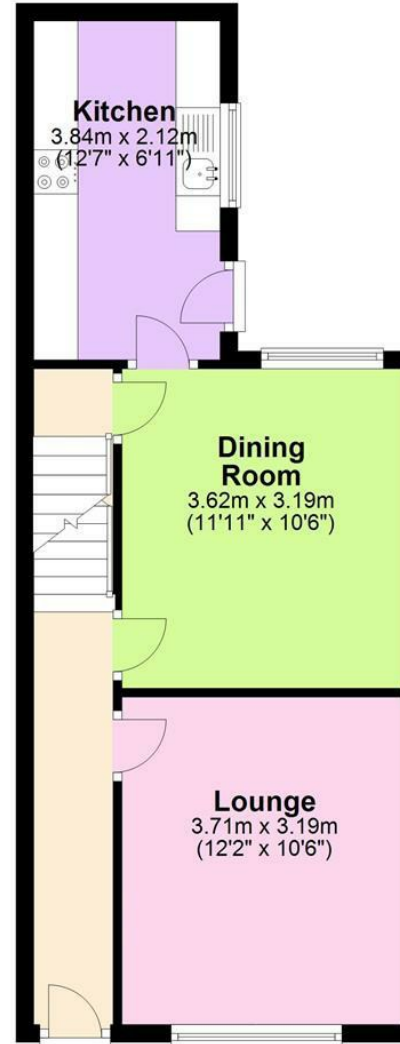 Kitchen
3.84m x 2.12m
(12'7" x 6'11")
Dining
Room
3.62m x 3.19m
(11'11" x 10'6")
Lounge
3.71m x 3.19m
(12'2" x 10'6")